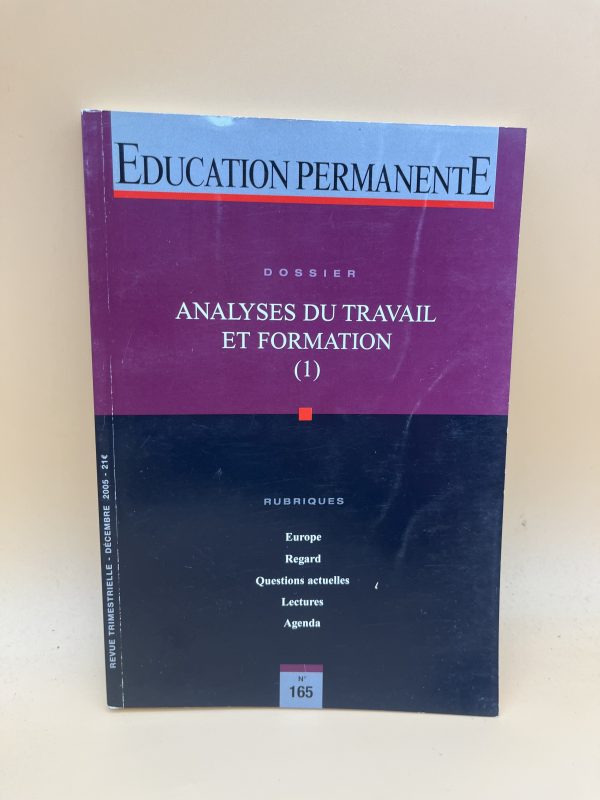 EDUCATION PERMANENTE
DOSSIER
ANALYSES DU TRAVAIL
ET FORMATION
(1)
RUBRIQUES
Europe
Regard
Questions actuelles
Lectures
Agenda
N°
165
REVUE TRIMESTRIELLE - DÉCEMBRE 2005 - 21€